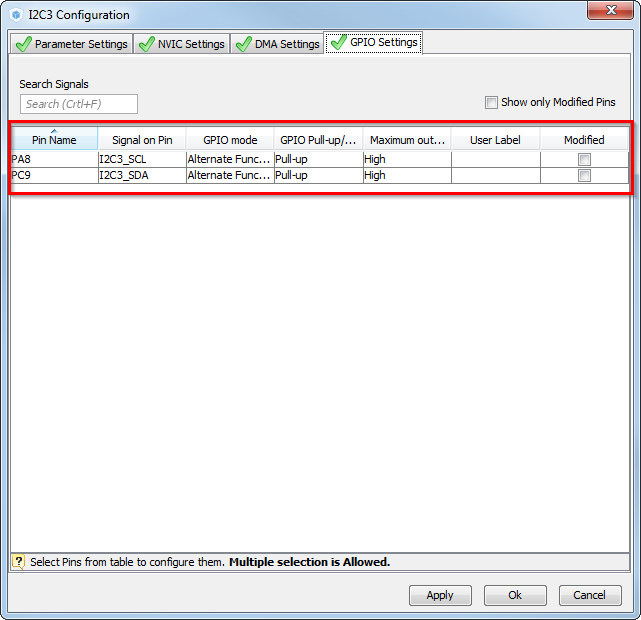 I2C3 Configuration
Parameter Settings NVIC Settings DMA Settings GPIO Settings
Search Signals
Search (Crtl+F) Show only Modified Pins
Pin Name Signal on Pin GPIO mode GPIO Pull-up/... Maximum out... User Label Modified
PA8 I2C3_SCL Alternate Func... Pull-up High
PC9 I2C3_SDA Alternate Func... Pull-up High
? Select Pins from table to configure them. Multiple selection is Allowed.
Apply Ok Cancel